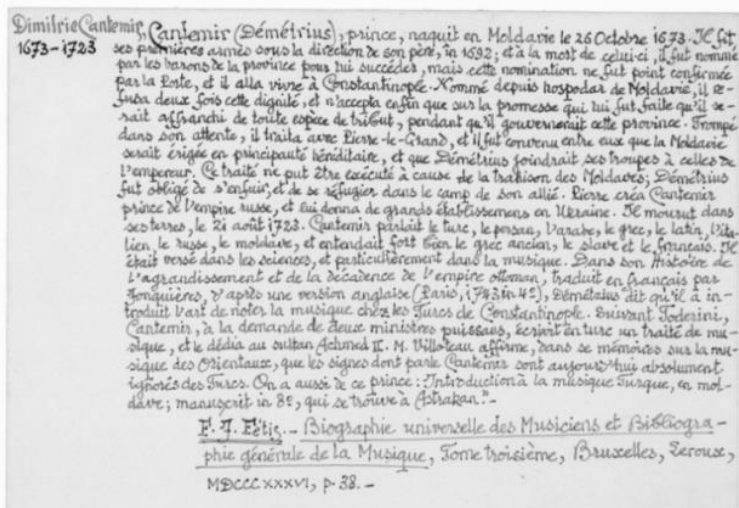 Dimitrie Cantemir
1673-1723
„Cantemir (Démétrius), prince, naquit en Moldavie le 26 Octobre 1673. Il fit
ses premières armes sous la direction de son père, in 1692; et à la mort de celui-ci, il fut nommé
par les barons de la province pour lui succéder, mais cette nomination ne fut point confirmée
par la Porte, et il alla vivre à Constantinople. Nommé depuis hospodar de Moldavie, il re-
fusa deux fois cette dignité, et n'accepta enfin que sur la promesse qui lui fut faite qu'il se-
rait affranchi de toute espèce de tribut, pendant qu'il gouvernerait cette province. Trompé
dans son attente, il traita avec Pierre-le-Grand, et il fut convenu entre eux que la Moldavie
serait érigée en principauté héréditaire, et que Démétrius joindrait ses troupes à celles de
l'empereur. Ce traité ne put être exécuté à cause de la trahison des Moldaves; Démétrius
fut obligé de s'enfuir, et de se réfugier dans le camp de son allié. Pierre créa Cantemir
prince de l'empire russe, et lui donna de grands établissemens en Ukraine. Il mourut dans
ses terres, le 21 août 1723. Cantemir parlait le turc, le persan, l'arabe, le grec, le latin, l'ita-
lien, le russe, le moldave, et entendait fort bien le grec ancien, le slave et le français. Il
était versé dans les sciences, et particulièrement dans la musique. Dans son Histoire de
l'agrandissement et de la décadence de l'empire ottoman, traduit en français par
Jonquières, d'après une version anglaise (Paris, 1743 in 4º), Démétrius dit qu'il a in-
troduit l'art de noter la musique chez les Turcs de Constantinople. Suivant Toderini,
Cantemir, à la demande de deux ministres puissans, écrivit en turc un traité de mu-
sique, et le dédia au sultan Achmed II. M. Villoteau affirme, dans se mémoires sur la mu-
sique des Orientaux, que les signes dont parle Cantemir sont aujourd'hui absolument
ignorés des Turcs. On a aussi de ce prince: Introduction à la musique Turque, en mol-
dave; manuscrit in 8º, qui se trouve à Astrakan." -
F. J. Fétis. - Biographie universelle des Musiciens et Bibliogra-
phie générale de la Musique, Tome troisième, Bruxelles, Leroux,
MDCCCXXXVI, p. 38. -